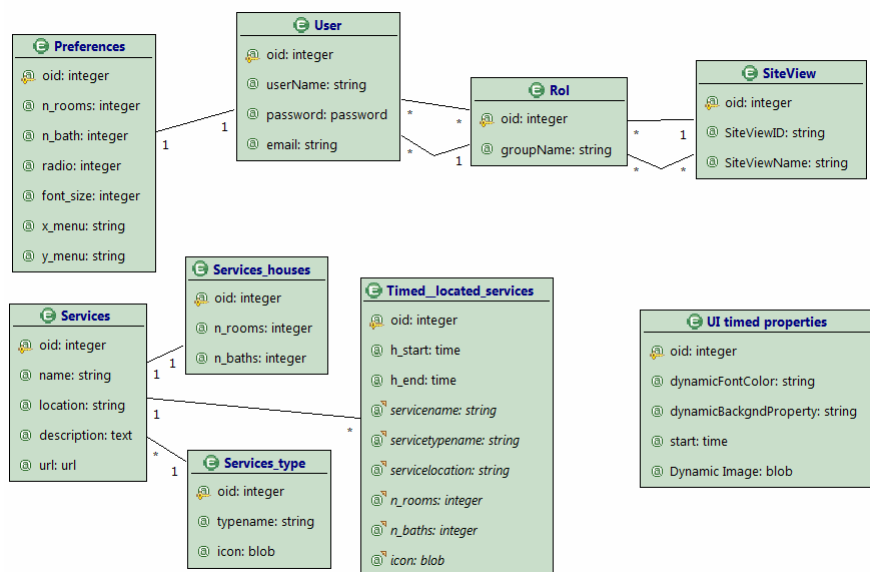 Preferences
oid: integer
n_rooms: integer
n_bath: integer
radio: integer
font_size: integer
x_menu: string
y_menu: string
1
1
User
oid: integer
userName: string
password: password
email: string
*
*
*
1
Rol
oid: integer
groupName: string
*
1
*
*
SiteView
oid: integer
SiteViewID: string
SiteViewName: string
Services
oid: integer
name: string
location: string
description: text
url: url
1
1
1
*
*
1
Services_houses
oid: integer
n_rooms: integer
n_baths: integer
Services_type
oid: integer
typename: string
icon: blob
Timed_located_services
oid: integer
h_start: time
h_end: time
servicename: string
servicetypename: string
servicelocation: string
n_rooms: integer
n_baths: integer
icon: blob
UI timed properties
oid: integer
dynamicFontColor: string
dynamicBackgndProperty: string
start: time
Dynamic Image: blob